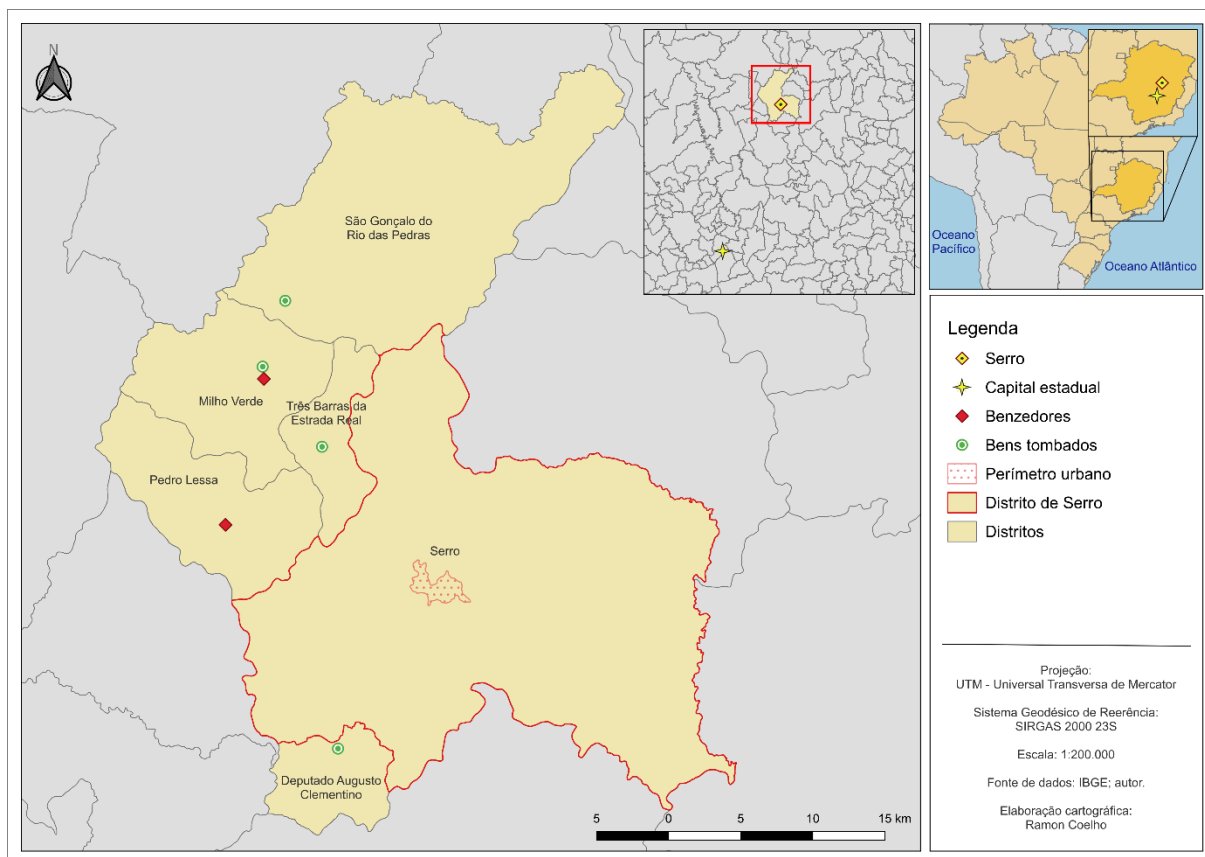 N
São Gonçalo do
Rio das Pedras
Milho Verde
Três Barras da
Estrada Real
Pedro Lessa
Serro
Deputado Augusto
Clementino
5 0 5 10 15 km
Oceano
Pacífico
Oceano Atlântico
Legenda
Serro
Capital estadual
Benzedores
Bens tombados
Perímetro urbano
Distrito de Serro
Distritos
Projeção:
UTM - Universal Transversa de Mercator
Sistema Geodésico de Reerência:
SIRGAS 2000 23S
Escala: 1:200.000
Fonte de dados: IBGE; autor.
Elaboração cartográfica:
Ramon Coelho